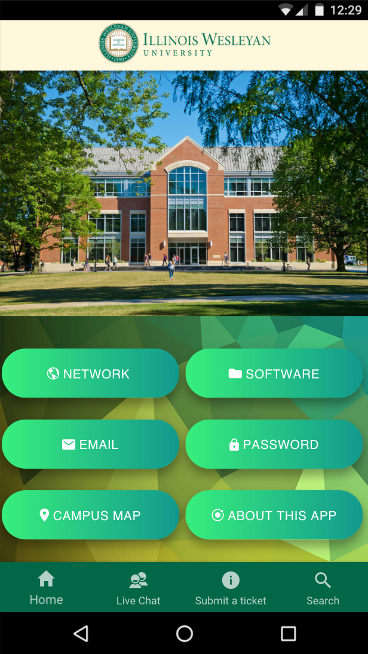 12:29
ILLINOIS WESLEYAN
UNIVERSITY
NETWORK
SOFTWARE
EMAIL
PASSWORD
CAMPUS MAP
ABOUT THIS APP
Home
Live Chat
Submit a ticket
Search